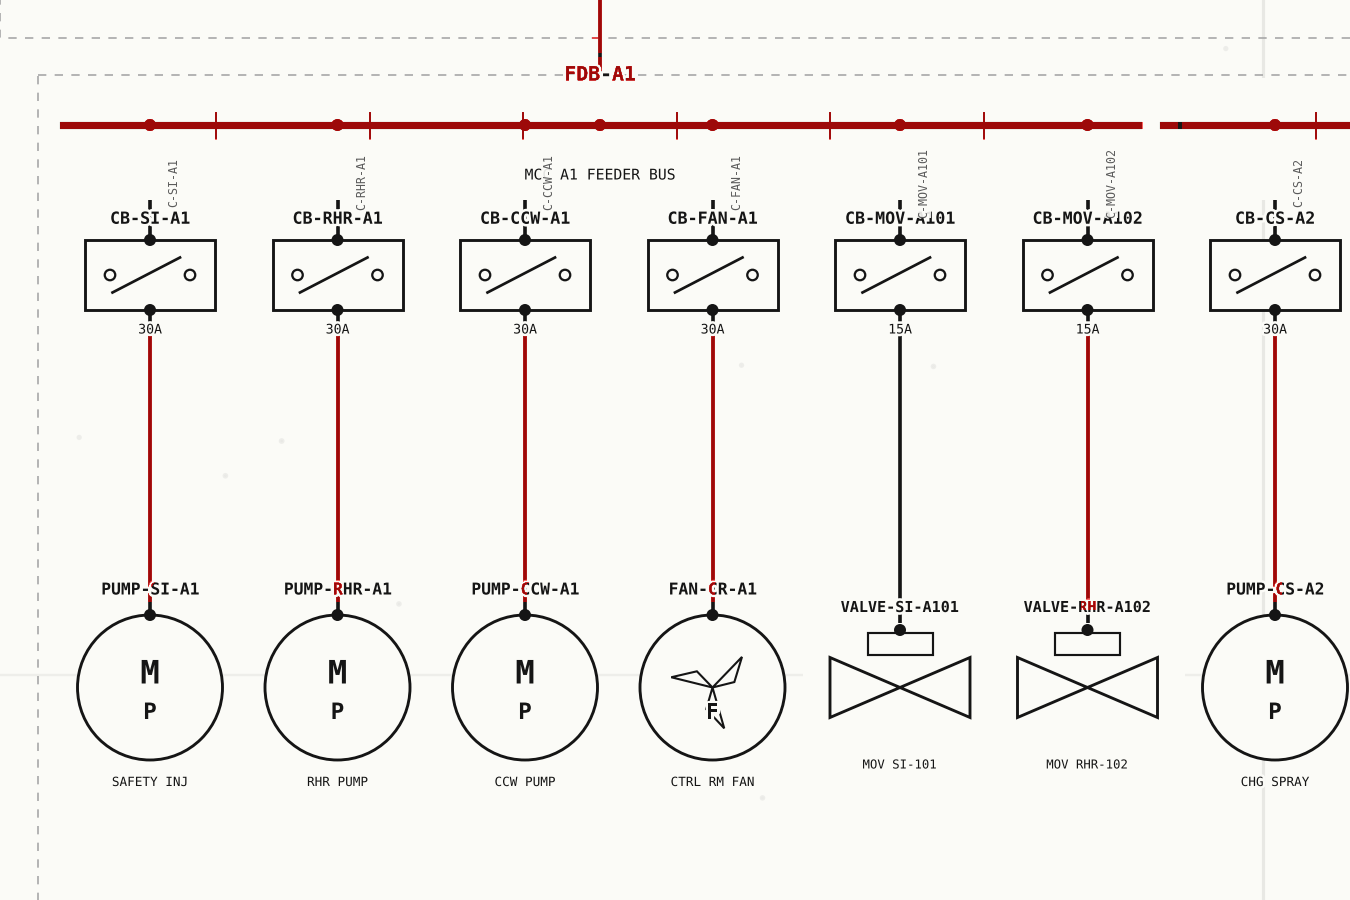 FDB-A1
MC A1 FEEDER BUS
C-SI-A1
C-RHR-A1
C-CCW-A1
C-FAN-A1
C-MOV-A101
C-MOV-A102
C-CS-A2
CB-SI-A1
CB-RHR-A1
CB-CCW-A1
CB-FAN-A1
CB-MOV-A101
CB-MOV-A102
CB-CS-A2
30A
30A
30A
30A
15A
15A
30A
PUMP-SI-A1
PUMP-RHR-A1
PUMP-CCW-A1
FAN-CR-A1
VALVE-SI-A101
VALVE-RHR-A102
PUMP-CS-A2
M
P
M
P
M
P
F
M
P
SAFETY INJ
RHR PUMP
CCW PUMP
CTRL RM FAN
MOV SI-101
MOV RHR-102
CHG SPRAY